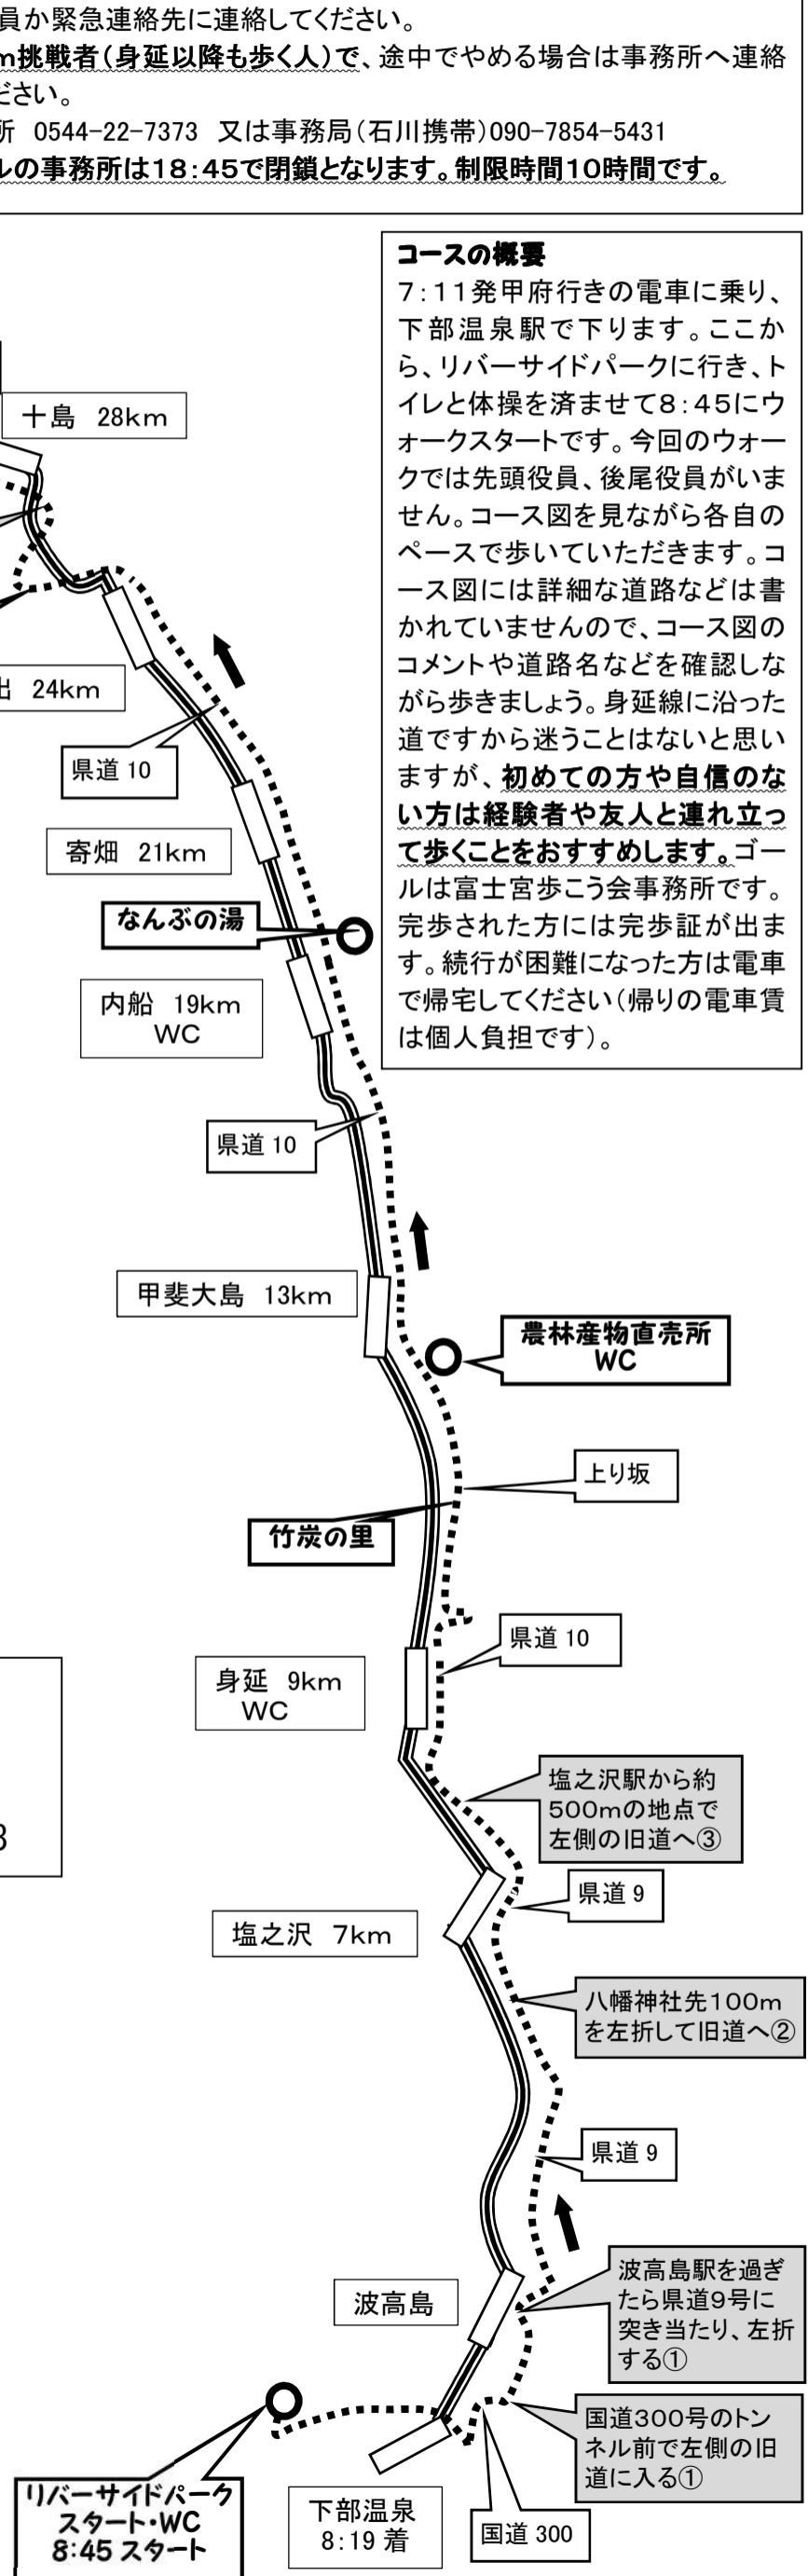 員か緊急連絡先に連絡してください。
m挑戦者(身延以降も歩く人)で、途中でやめる場合は事務所へ連絡
ださい。
所 0544-22-7373 又は事務局(石川携帯)090-7854-5431
ルの事務所は18:45で閉鎖となります。制限時間10時間です。
コースの概要
7:11発甲府行きの電車に乗り、
下部温泉駅で下ります。ここか
ら、リバーサイドパークに行き、ト
イレと体操を済ませて8:45にウ
ォークスタートです。今回のウォー
クでは先頭役員、後尾役員がいま
せん。コース図を見ながら各自の
ペースで歩いていただきます。コ
ース図には詳細な道路などは書
かれていませんので、コース図の
コメントや道路名などを確認しな
がら歩きましょう。身延線に沿った
道ですから迷うことはないと思い
ますが、初めての方や自信のな
い方は経験者や友人と連れ立っ
て歩くことをおすすめします。ゴー
ルは富士宮歩こう会事務所です。
完歩された方には完歩証が出ま
す。続行が困難になった方は電車
で帰宅してください(帰りの電車賃
は個人負担です)。
十島 28km
出 24km
県道10
寄畑 21km
なんぶの湯
内船 19km
WC
県道10
甲斐大島 13km
農林産物直売所
WC
上り坂
竹炭の里
県道10
身延 9km
WC
3
塩之沢駅から約
500mの地点で
左側の旧道へ③
県道9
塩之沢 7km
八幡神社先100m
を左折して旧道へ②
県道9
波高島駅を過ぎ
たら県道9号に
突き当たり、左折
する①
波高島
国道300号のトン
ネル前で左側の旧
道に入る①
リバーサイドパーク
スタート・WC
8:45スタート
下部温泉
8:19着
国道300